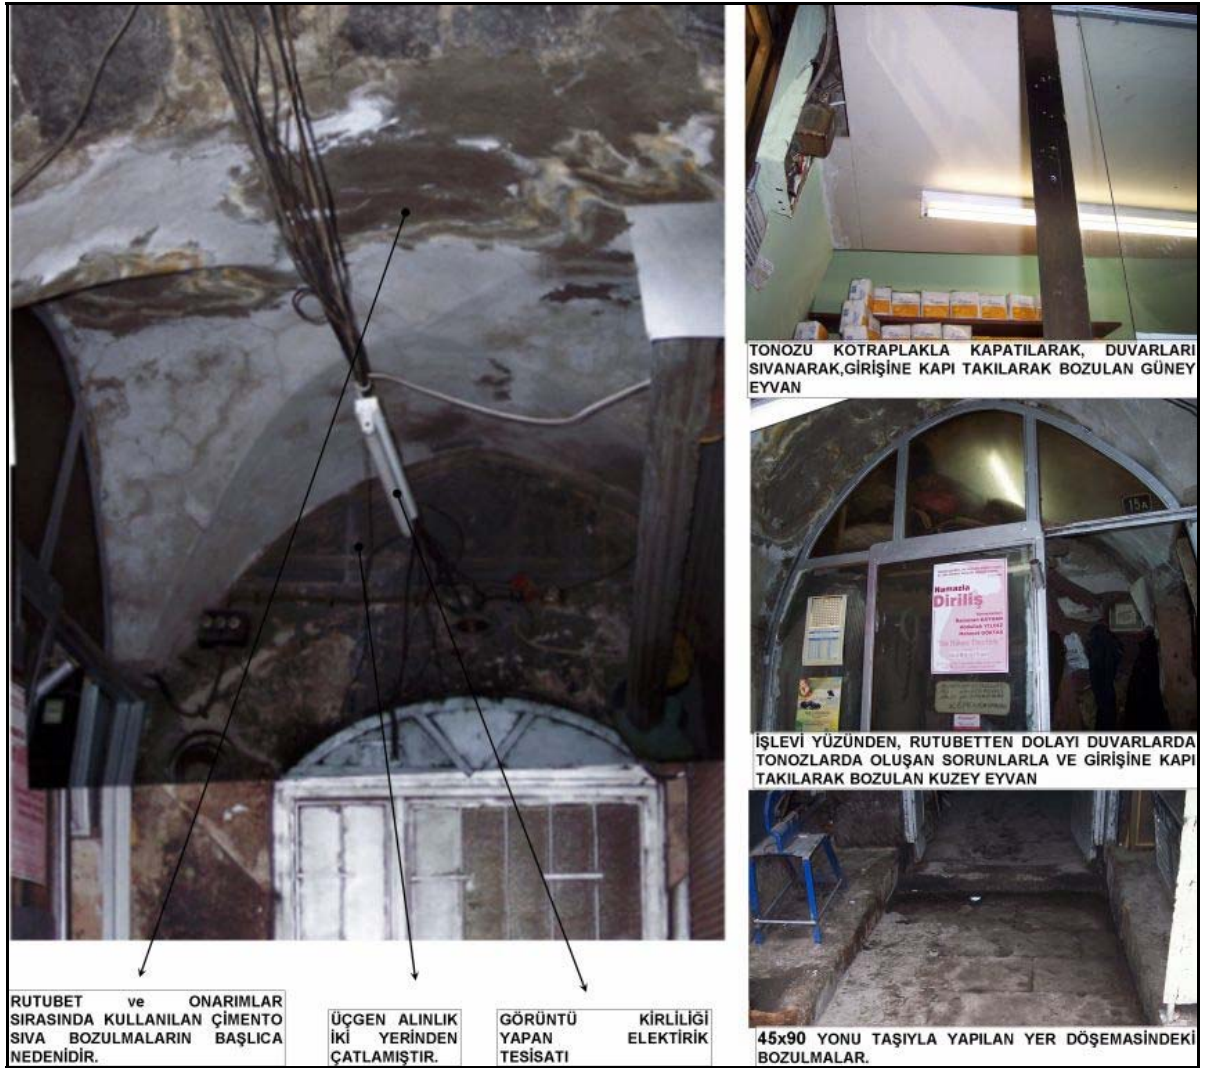 TONOZU KOTRAPLAKLA KAPATILARAK, DUVARLARI
SIVANARAK,GİRİŞİNE KAPI TAKILARAK BOZULAN GÜNEY
EYVAN
15A
Namazla
Diriliş
İŞLEVİ YÜZÜNDEN, RUTUBETTEN DOLAYI DUVARLARDA
TONOZLARDA OLUŞAN SORUNLARLA VE GİRİŞİNE KAPI
TAKILARAK BOZULAN KUZEY EYVAN
RUTUBET ve ONARIMLAR
SIRASINDA KULLANILAN ÇİMENTO
SIVA BOZULMALARIN BAŞLICA
NEDENİDİR.
ÜÇGEN ALINLIK
İKİ YERİNDEN
ÇATLAMIŞTIR.
GÖRÜNTÜ KİRLİLİĞİ
YAPAN ELEKTİRİK
TESİSATI
45x90 YONU TAŞIYLA YAPILAN YER DÖŞEMASİNDEKİ
BOZULMALAR.